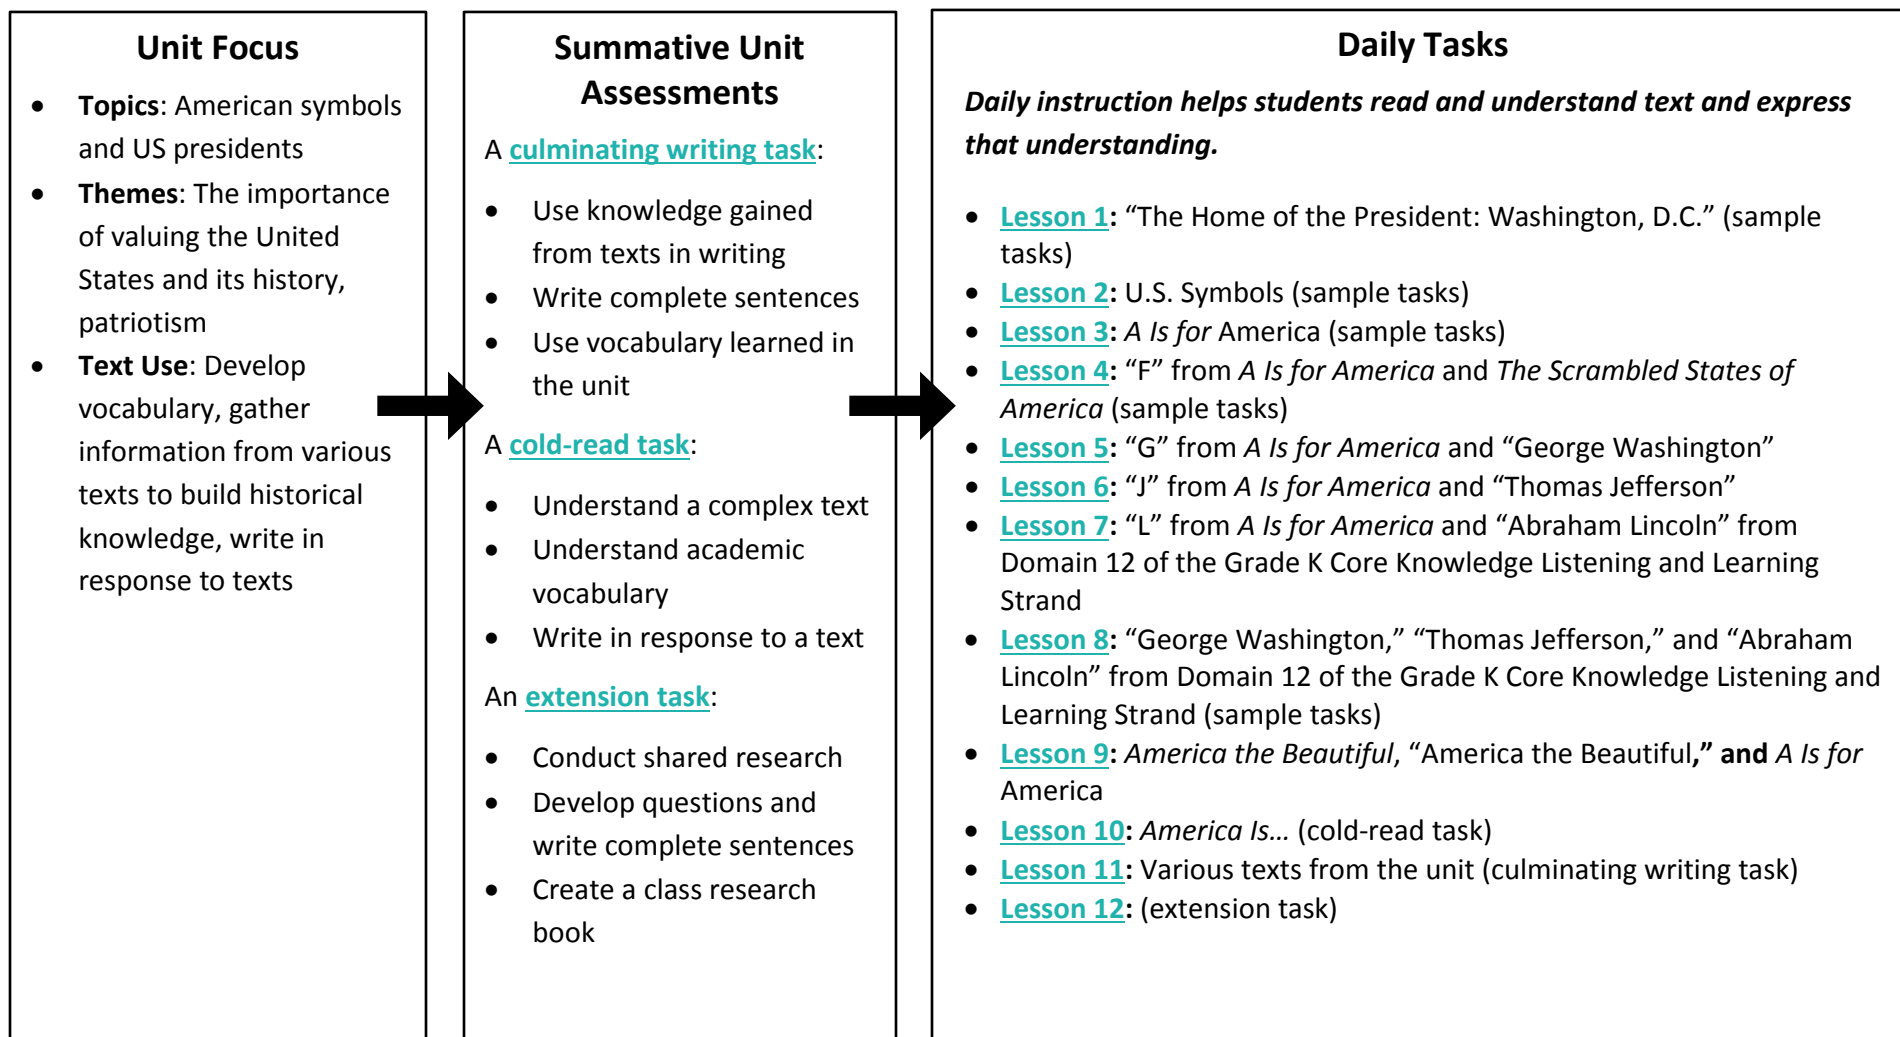 Unit Focus
• Topics: American symbols
and US presidents
• Themes: The importance
of valuing the United
States and its history,
patriotism
• Text Use: Develop
vocabulary, gather
information from various
texts to build historical
knowledge, write in
response to texts
Summative Unit
Assessments
A culminating writing task:
• Use knowledge gained
from texts in writing
• Write complete sentences
• Use vocabulary learned in
the unit
A cold-read task:
• Understand a complex text
• Understand academic
vocabulary
• Write in response to a text
An extension task:
• Conduct shared research
• Develop questions and
write complete sentences
• Create a class research
book
Daily Tasks
Daily instruction helps students read and understand text and express
that understanding.
• Lesson 1: “The Home of the President: Washington, D.C.” (sample
tasks)
• Lesson 2: U.S. Symbols (sample tasks)
• Lesson 3: A Is for America (sample tasks)
• Lesson 4: “F” from A Is for America and The Scrambled States of
America (sample tasks)
• Lesson 5: “G” from A Is for America and “George Washington”
• Lesson 6: “J” from A Is for America and “Thomas Jefferson”
• Lesson 7: “L” from A Is for America and “Abraham Lincoln” from
Domain 12 of the Grade K Core Knowledge Listening and Learning
Strand
• Lesson 8: “George Washington,” “Thomas Jefferson,” and “Abraham
Lincoln” from Domain 12 of the Grade K Core Knowledge Listening and
Learning Strand (sample tasks)
• Lesson 9: America the Beautiful, “America the Beautiful,” and A Is for
America
• Lesson 10: America Is… (cold-read task)
• Lesson 11: Various texts from the unit (culminating writing task)
• Lesson 12: (extension task)